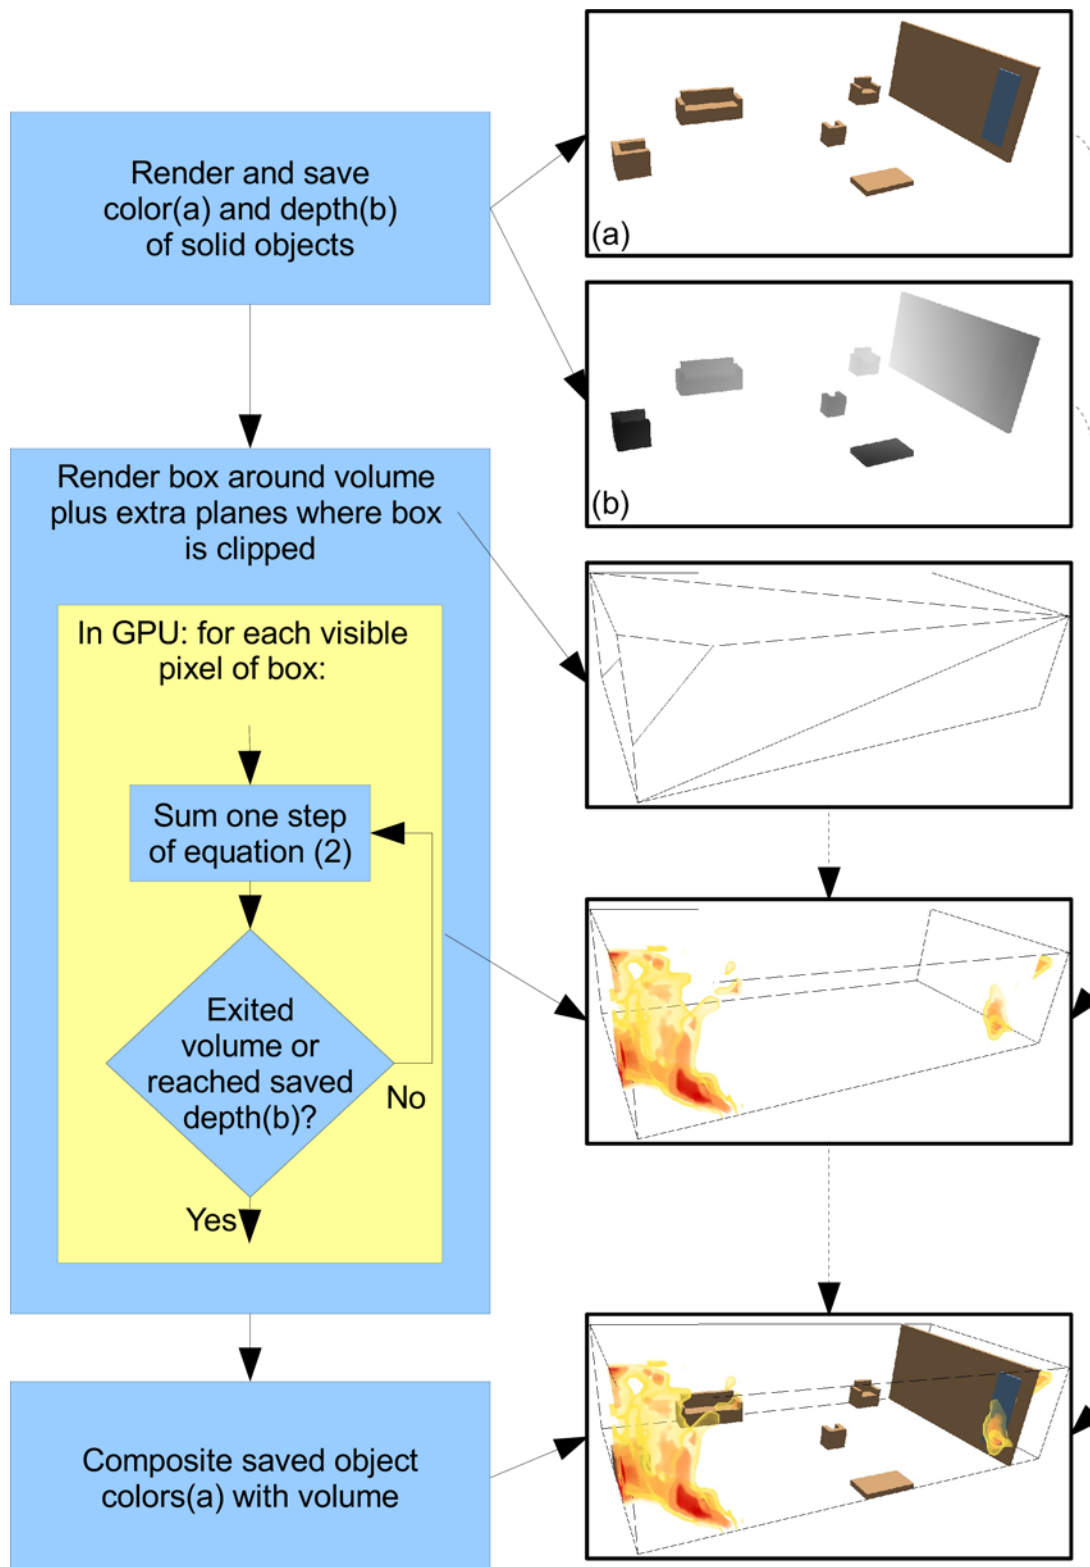 Render and save
color(a) and depth(b)
of solid objects
(a)
(b)
Render box around volume
plus extra planes where box
is clipped
In GPU: for each visible
pixel of box:
Sum one step
of equation (2)
Exited
volume or
reached saved
depth(b)?
No
Yes
Composite saved object
colors(a) with volume